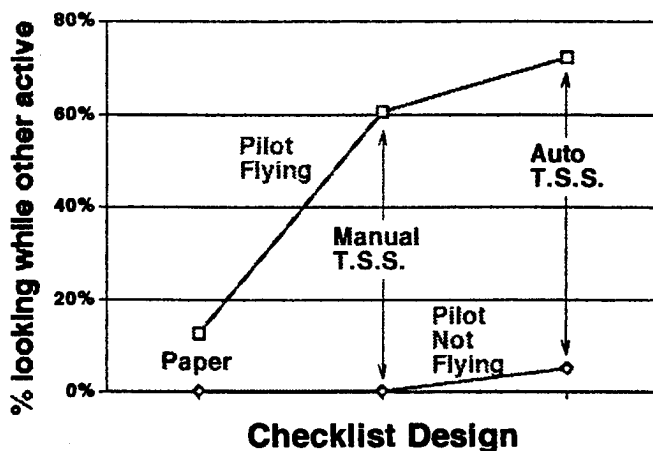 % looking while other active
80%
60%
40%
20%
0%
Pilot
Flying
Auto
T.S.S.
Manual
T.S.S.
Pilot
Not
Flying
Paper
Checklist Design